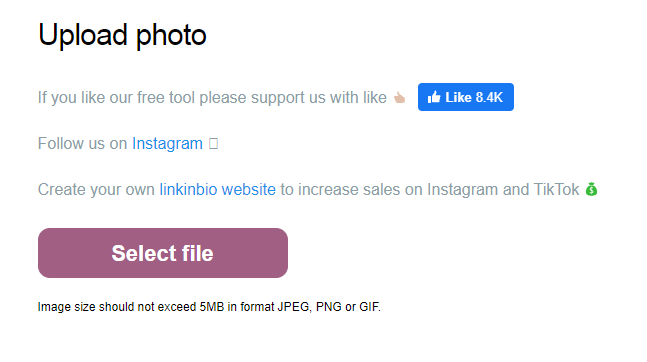 Upload photo
If you like our free tool please support us with like 👍 Like 8.4K
Follow us on Instagram
Create your own linkinbio website to increase sales on Instagram and TikTok 💰
Select file
Image size should not exceed 5MB in format JPEG, PNG or GIF.